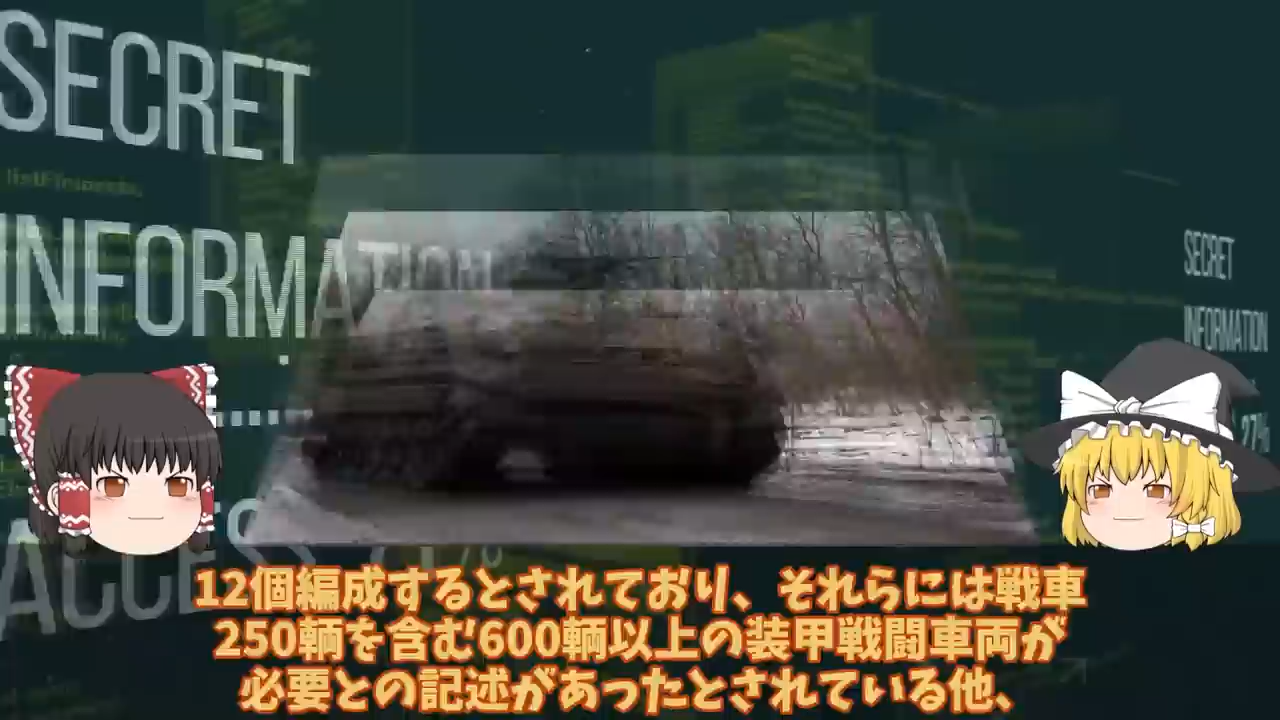 SECRET
INFORMATION
ACCESS
SECRET
INFORMATION
27%
12個編成するとされており、それらには戦車
250輌を含む600輌以上の装甲戦闘車両が
必要との記述があったとされている他、